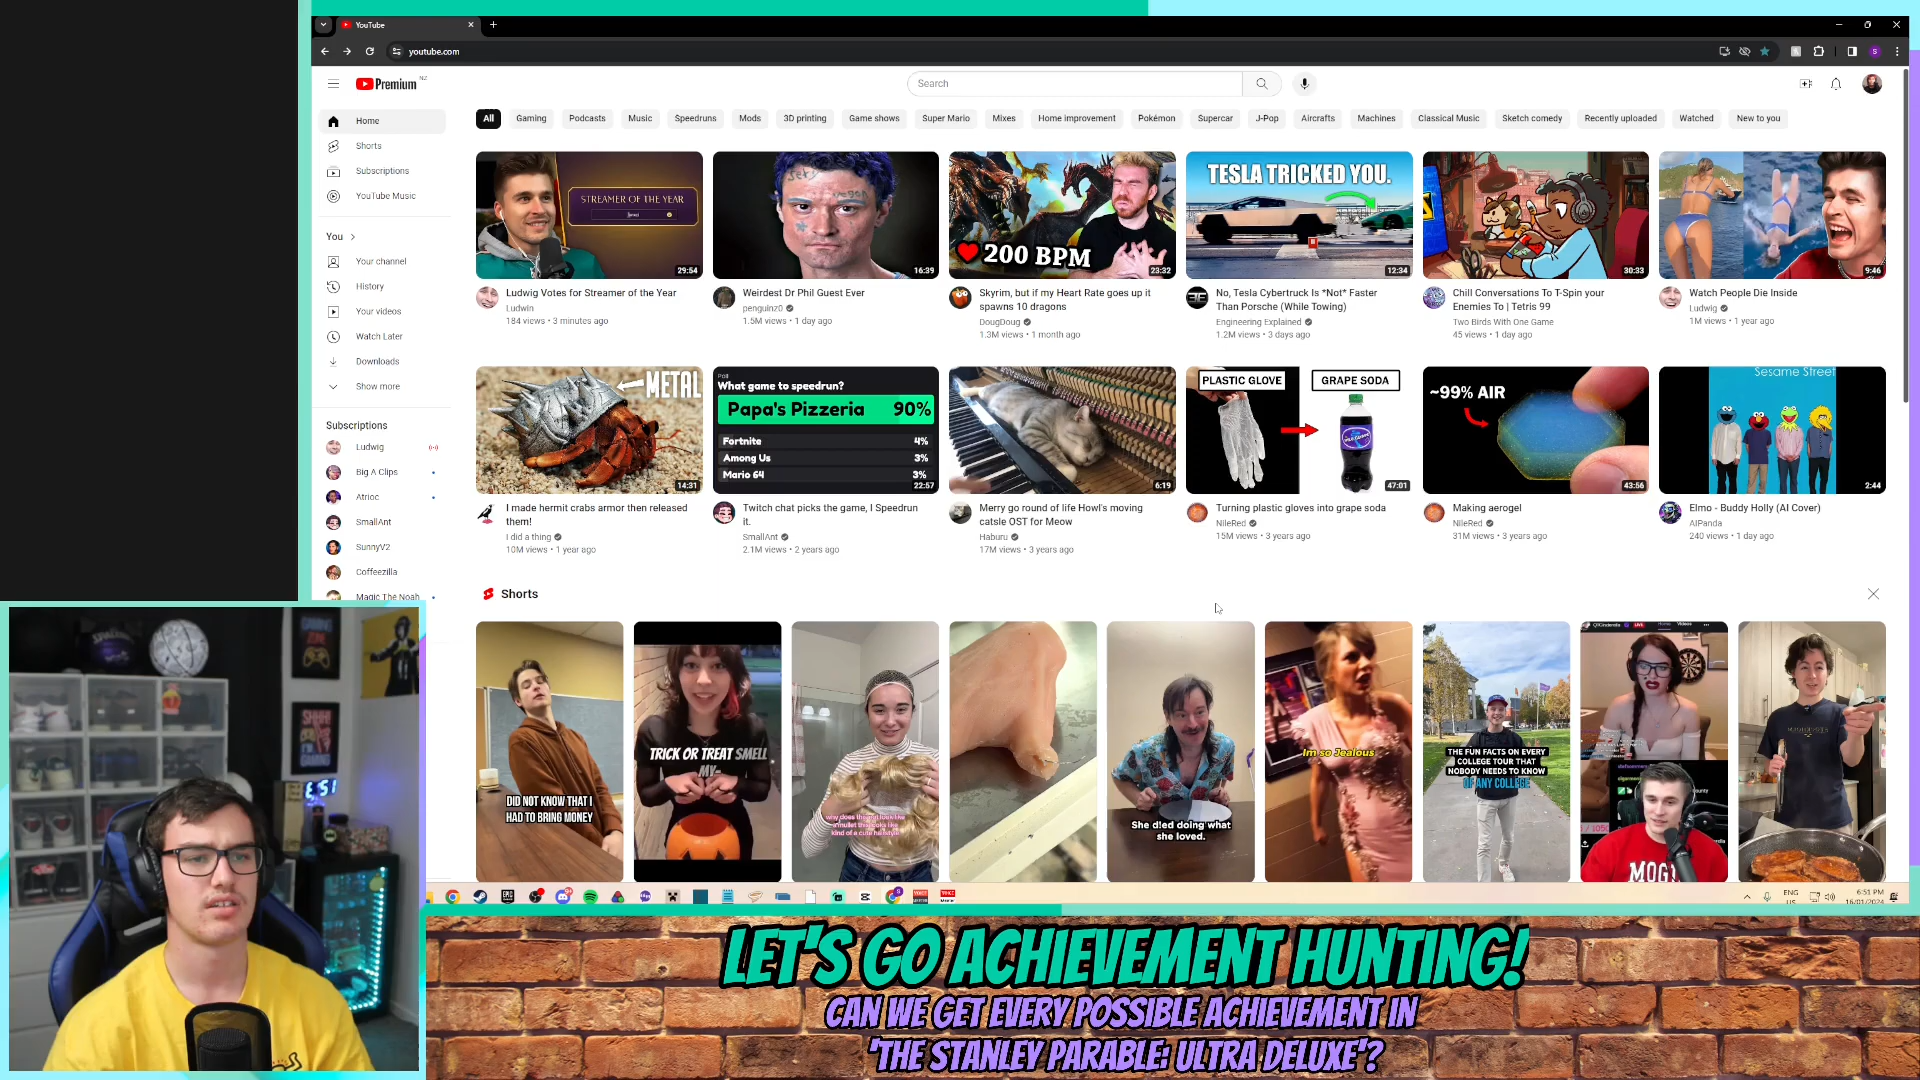 YouTube
youtube.com
Premium
NZ
Search
Home
Shorts
Subscriptions
YouTube Music
You
Your channel
History
Your videos
Watch Later
Downloads
Show more
Subscriptions
Ludwig
Big A Clips
Atrioc
SmallAnt
SunnyV2
Coffeezilla
Magic The Noah
All
Gaming
Podcasts
Music
Speedruns
Mods
3D printing
Game shows
Super Mario
Mixes
Home improvement
Pokémon
Supercar
J-Pop
Aircrafts
Machines
Classical Music
Sketch comedy
Recently uploaded
Watched
New to you
STREAMER OF THE YEAR
29:54
Ludwig Votes for Streamer of the Year
Ludwin
184 views • 3 minutes ago
16:39
Weirdest Dr Phil Guest Ever
penguinz0
1.5M views • 1 day ago
200 BPM
23:32
Skyrim, but if my Heart Rate goes up it
spawns 10 dragons
DougDoug
1.3M views • 1 month ago
TESLA TRICKED YOU.
12:34
No, Tesla Cybertruck Is *Not* Faster
Than Porsche (While Towing)
Engineering Explained
1.2M views • 3 days ago
30:33
Chill Conversations To T-Spin your
Enemies To | Tetris 99
Two Birds With One Game
45 views • 1 day ago
9:46
Watch People Die Inside
Ludwig
1M views • 1 year ago
METAL
14:31
I made hermit crabs armor then released
them!
I did a thing
10M views • 1 year ago
Poll
What game to speedrun?
Papa's Pizzeria 90%
Fortnite 4%
Among Us 3%
Mario 64 3%
22:57
Twitch chat picks the game, I Speedrun
it.
SmallAnt
2.1M views • 2 years ago
6:19
Merry go round of life Howl's moving
catsle OST for Meow
Haburu
17M views • 3 years ago
PLASTIC GLOVE
GRAPE SODA
47:01
Turning plastic gloves into grape soda
NileRed
15M views • 3 years ago
~99% AIR
43:56
Making aerogel
NileRed
31M views • 3 years ago
Sesame Street
2:44
Elmo - Buddy Holly (AI Cover)
AIPanda
240 views • 1 day ago
Shorts
DID NOT KNOW THAT I
HAD TO BRING MONEY
TRICK OR TREAT SMELL
MY-
She d!ed doing what
she loved.
Im so Jealous
THE FUN FACTS ON EVERY
COLLEGE TOUR THAT
NOBODY NEEDS TO KNOW
OF ANY COLLEGE
LIVE
MOG
ENG
US
6:51 PM
16/01/2024
LET'S GO ACHIEVEMENT HUNTING!
CAN WE GET EVERY POSSIBLE ACHIEVEMENT IN
'THE STANLEY PARABLE: ULTRA DELUXE'?